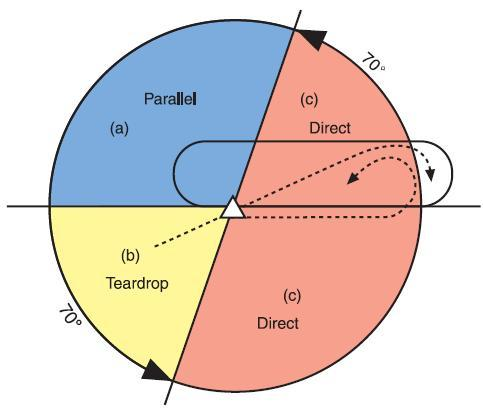 70°
Parallel
(c)
(a)
Direct
(b)
Teardrop
(c)
Direct
70°